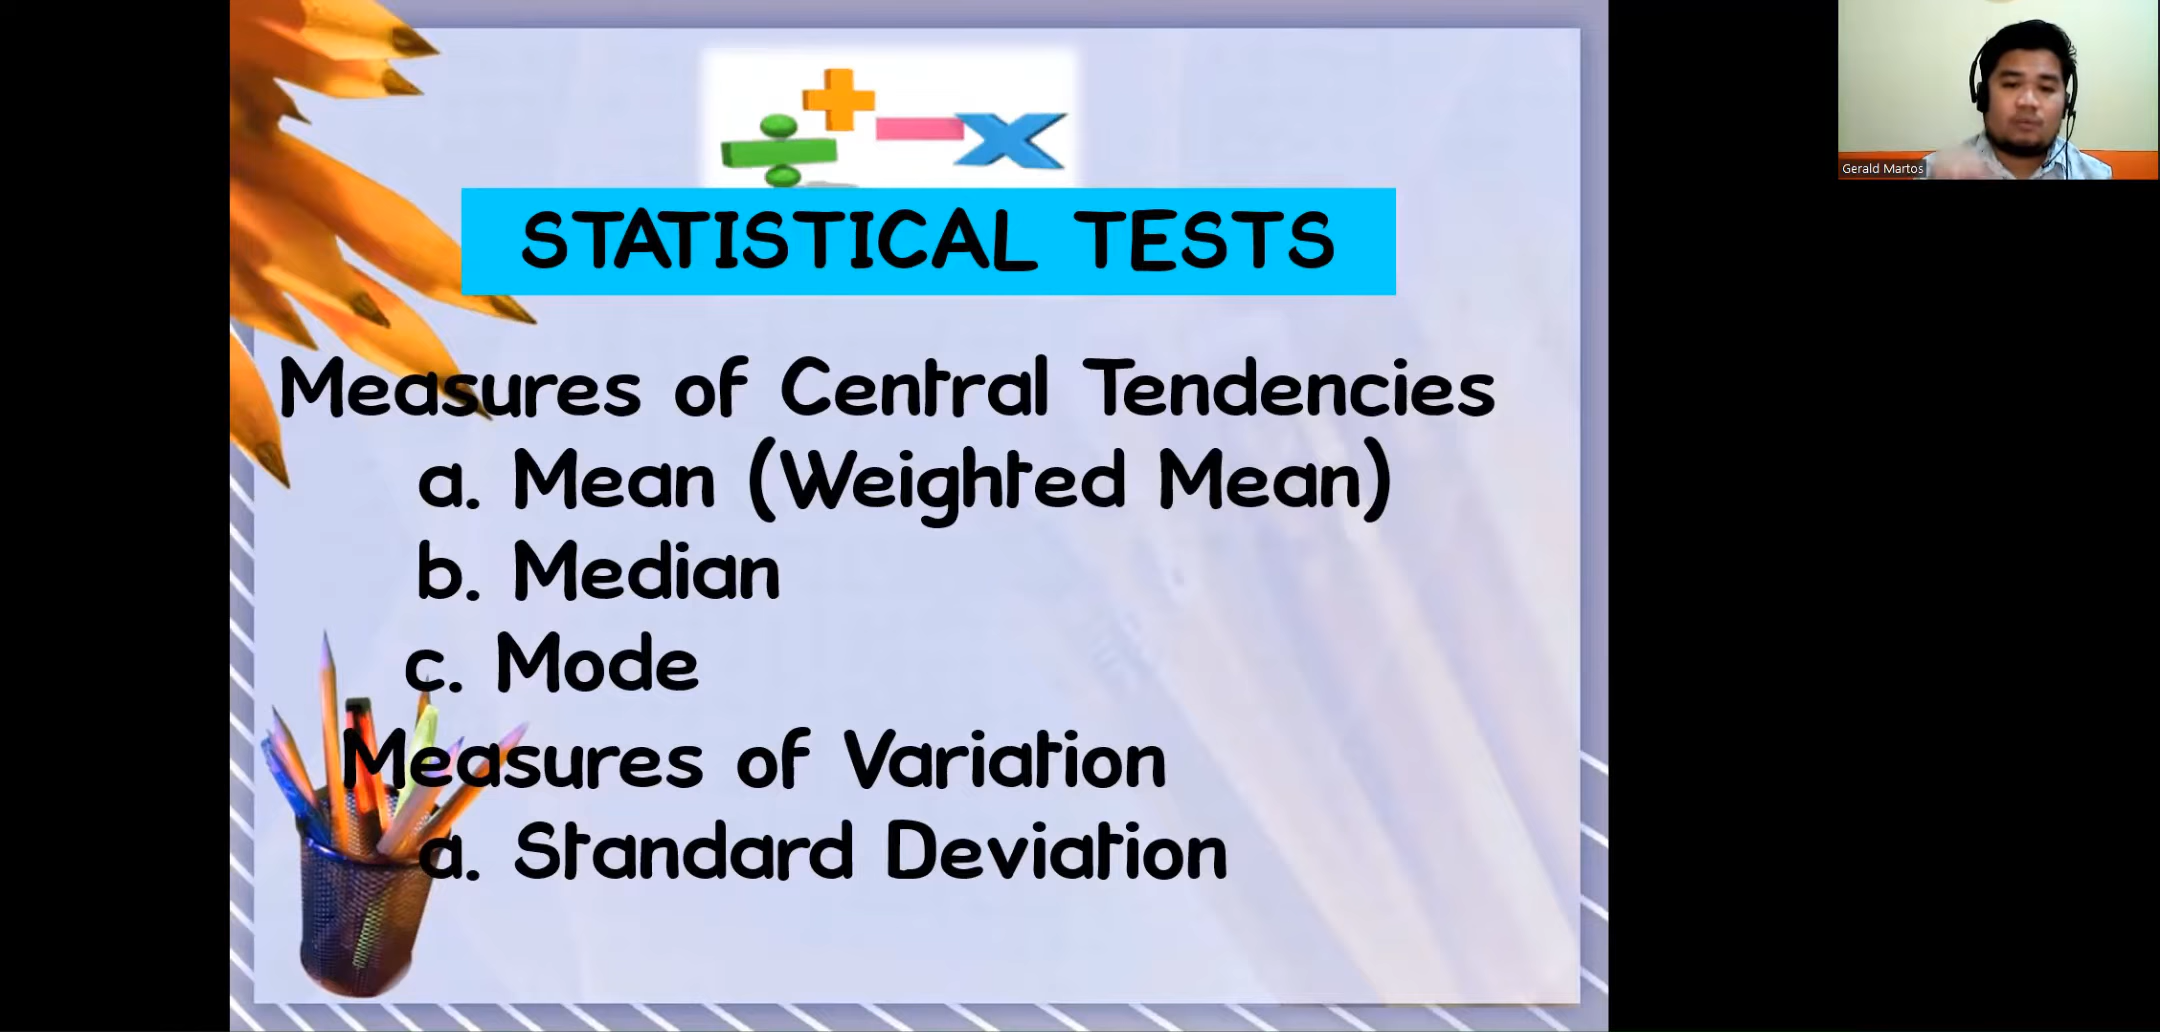 STATISTICAL TESTS
Measures of Central Tendencies
a. Mean (Weighted Mean)
b. Median
c. Mode
Measures of Variation
a. Standard Deviation
Gerald Martos